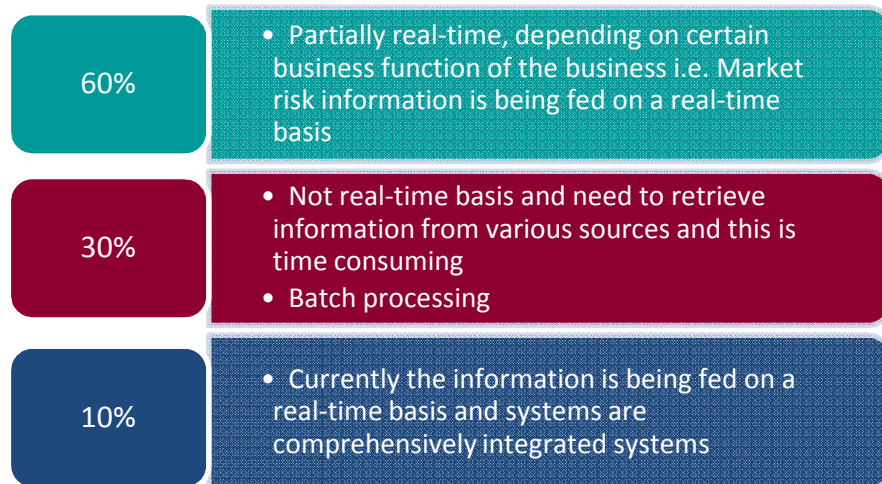 60%
• Partially real-time, depending on certain
business function of the business i.e. Market
risk information is being fed on a real-time
basis
30%
• Not real-time basis and need to retrieve
information from various sources and this is
time consuming
• Batch processing
10%
• Currently the information is being fed on a
real-time basis and systems are
comprehensively integrated systems